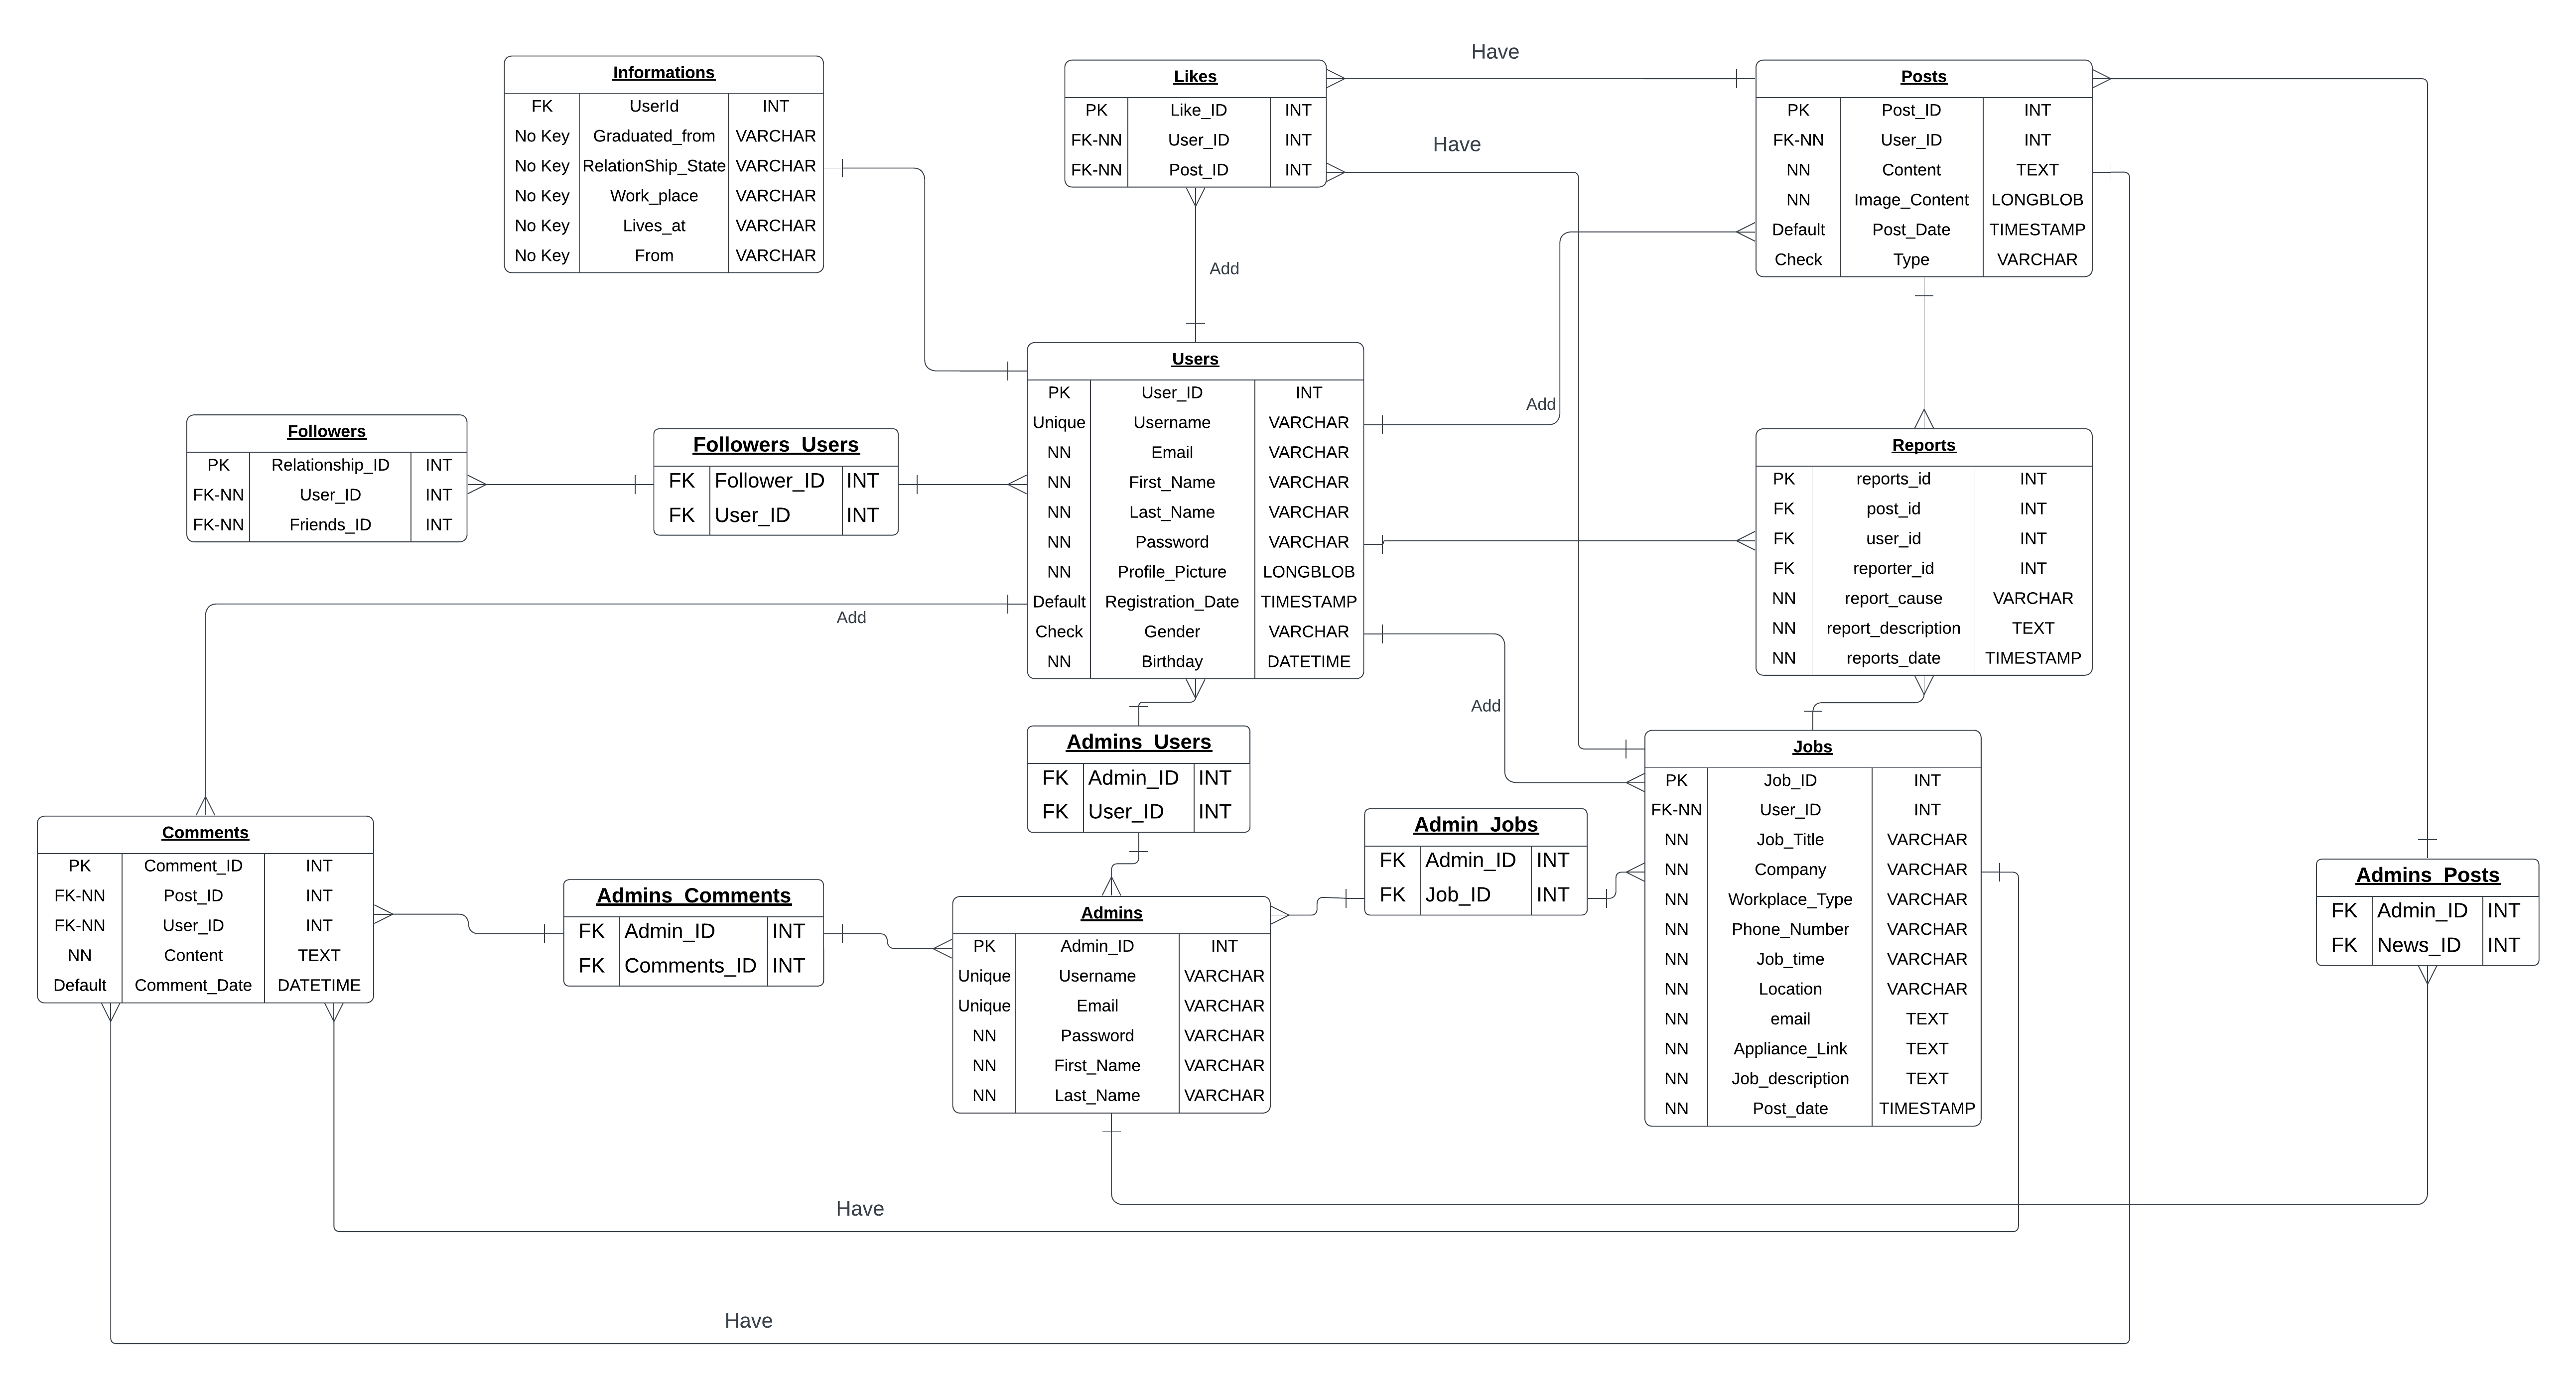 Have
Informations
FK UserId INT
No Key Graduated_from VARCHAR
No Key RelationShip_State VARCHAR
No Key Work_place VARCHAR
No Key Lives_at VARCHAR
No Key From VARCHAR
Likes
PK Like_ID INT
FK-NN User_ID INT
FK-NN Post_ID INT
Have
Posts
PK Post_ID INT
FK-NN User_ID INT
NN Content TEXT
NN Image_Content LONGBLOB
Default Post_Date TIMESTAMP
Check Type VARCHAR
Add
Users
PK User_ID INT
Unique Username VARCHAR
NN Email VARCHAR
NN First_Name VARCHAR
NN Last_Name VARCHAR
NN Password VARCHAR
NN Profile_Picture LONGBLOB
Default Registration_Date TIMESTAMP
Check Gender VARCHAR
NN Birthday DATETIME
Add
Followers
PK Relationship_ID INT
FK-NN User_ID INT
FK-NN Friends_ID INT
Followers_Users
FK Follower_ID INT
FK User_ID INT
Reports
PK reports_id INT
FK post_id INT
FK user_id INT
FK reporter_id INT
NN report_cause VARCHAR
NN report_description TEXT
NN reports_date TIMESTAMP
Add
Add
Admins_Users
FK Admin_ID INT
FK User_ID INT
Jobs
PK Job_ID INT
FK-NN User_ID INT
NN Job_Title VARCHAR
NN Company VARCHAR
NN Workplace_Type VARCHAR
NN Phone_Number VARCHAR
NN Job_time VARCHAR
NN Location VARCHAR
NN email TEXT
NN Appliance_Link TEXT
NN Job_description TEXT
NN Post_date TIMESTAMP
Comments
PK Comment_ID INT
FK-NN Post_ID INT
FK-NN User_ID INT
NN Content TEXT
Default Comment_Date DATETIME
Admin_Jobs
FK Admin_ID INT
FK Job_ID INT
Admins_Posts
FK Admin_ID INT
FK News_ID INT
Admins_Comments
FK Admin_ID INT
FK Comments_ID INT
Admins
PK Admin_ID INT
Unique Username VARCHAR
Unique Email VARCHAR
NN Password VARCHAR
NN First_Name VARCHAR
NN Last_Name VARCHAR
Have
Have